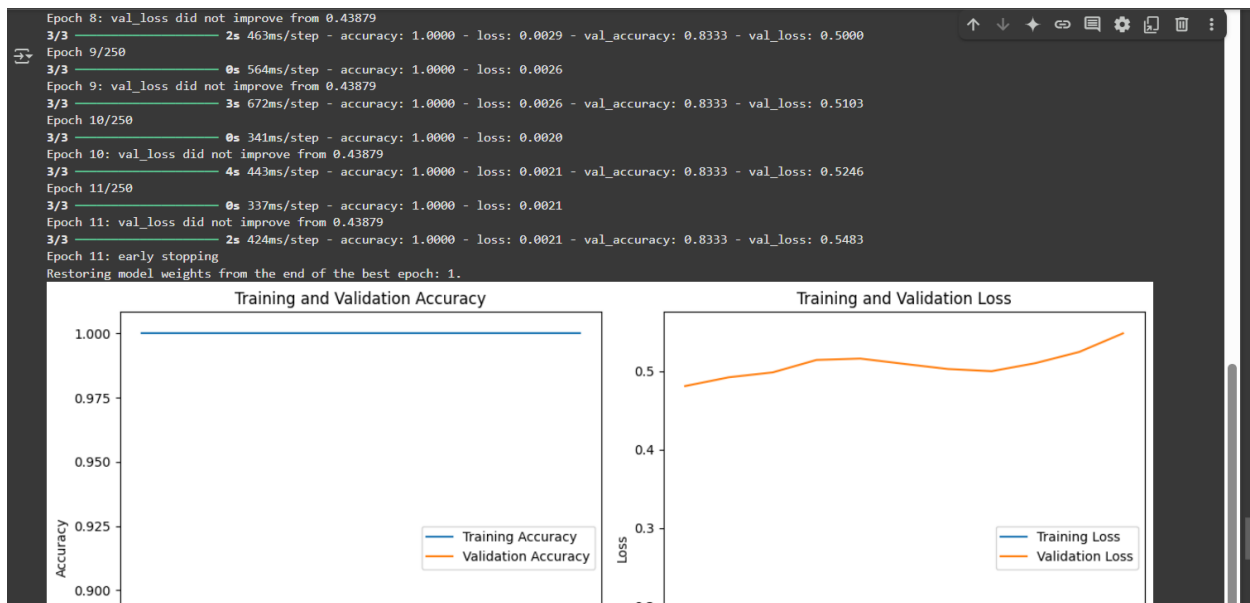 Epoch 8: val_loss did not improve from 0.43879
3/3 ━━━━━━━━━━━━━━━━━━━━ 2s 463ms/step - accuracy: 1.0000 - loss: 0.0029 - val_accuracy: 0.8333 - val_loss: 0.5000
Epoch 9/250
3/3 ━━━━━━━━━━━━━━━━━━━━ 0s 564ms/step - accuracy: 1.0000 - loss: 0.0026
Epoch 9: val_loss did not improve from 0.43879
3/3 ━━━━━━━━━━━━━━━━━━━━ 3s 672ms/step - accuracy: 1.0000 - loss: 0.0026 - val_accuracy: 0.8333 - val_loss: 0.5103
Epoch 10/250
3/3 ━━━━━━━━━━━━━━━━━━━━ 0s 341ms/step - accuracy: 1.0000 - loss: 0.0020
Epoch 10: val_loss did not improve from 0.43879
3/3 ━━━━━━━━━━━━━━━━━━━━ 4s 443ms/step - accuracy: 1.0000 - loss: 0.0021 - val_accuracy: 0.8333 - val_loss: 0.5246
Epoch 11/250
3/3 ━━━━━━━━━━━━━━━━━━━━ 0s 337ms/step - accuracy: 1.0000 - loss: 0.0021
Epoch 11: val_loss did not improve from 0.43879
3/3 ━━━━━━━━━━━━━━━━━━━━ 2s 424ms/step - accuracy: 1.0000 - loss: 0.0021 - val_accuracy: 0.8333 - val_loss: 0.5483
Epoch 11: early stopping
Restoring model weights from the end of the best epoch: 1.
Training and Validation Accuracy
1.000
0.975
0.950
0.925
0.900
Accuracy
Training Accuracy
Validation Accuracy
Training and Validation Loss
0.5
0.4
0.3
Loss
Training Loss
Validation Loss